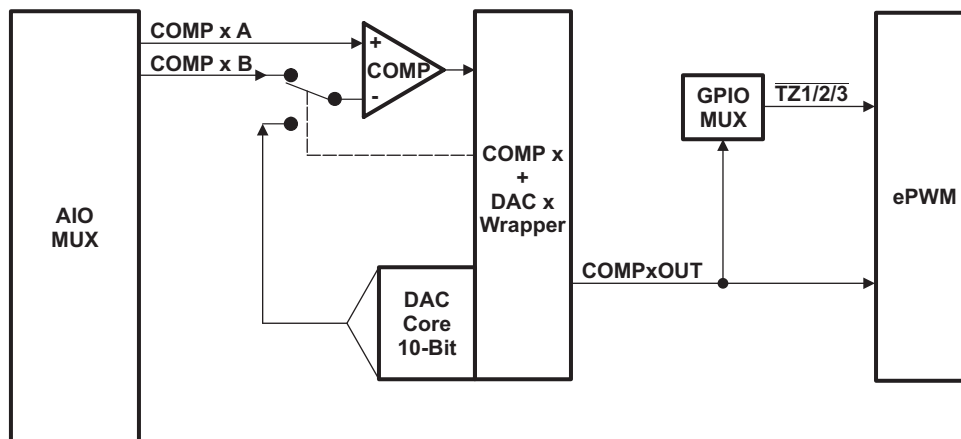 COMP x A
COMP x B
+
COMP
-
AIO
MUX
COMP x
+
DAC x
Wrapper
DAC
Core
10-Bit
COMPxOUT
GPIO
MUX
TZ1/2/3
ePWM